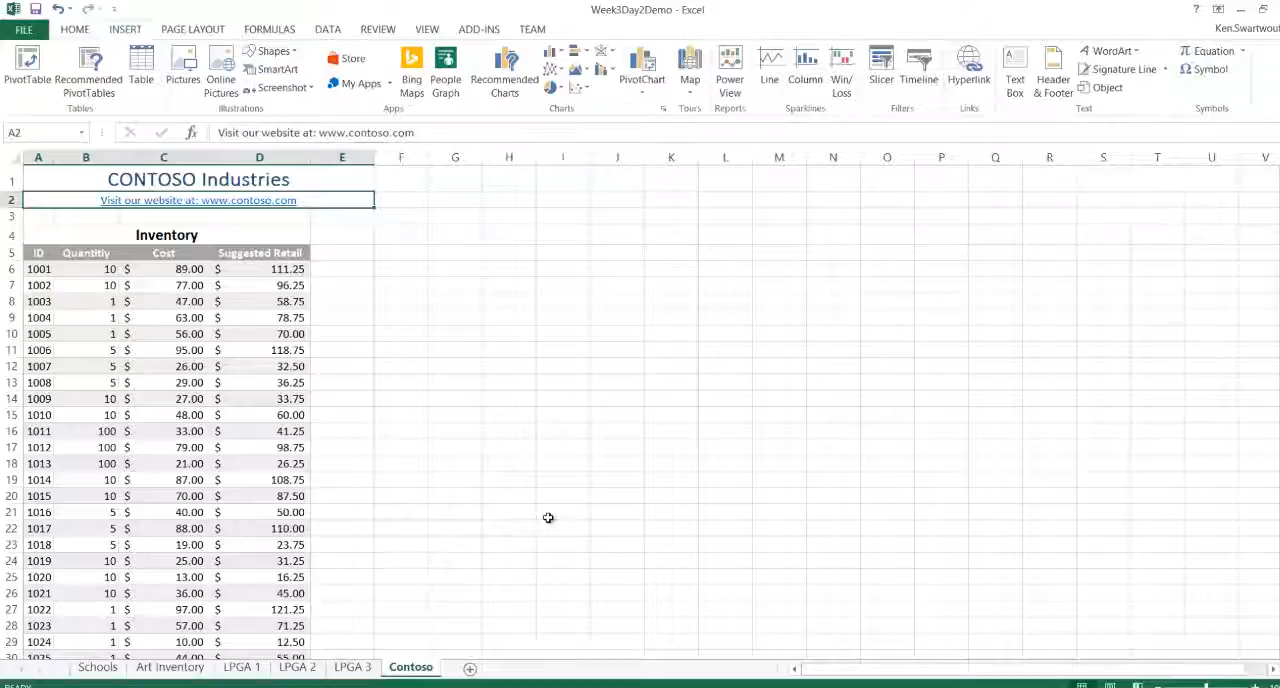 Week3Day2Demo - Excel
?
FILE HOME INSERT PAGE LAYOUT FORMULAS DATA REVIEW VIEW ADD-INS TEAM
Ken.Swartwout
PivotTable Recommended PivotTables Table Pictures Online Pictures Shapes SmartArt Screenshot
Store My Apps Bing Maps People Graph Recommended Charts PivotChart Map Power View Line Column Win/Loss Slicer Timeline Hyperlink Text Box Header & Footer WordArt Signature Line Object Equation Symbol
Tables Illustrations Apps Charts Tours Reports Sparklines Filters Links Text Symbols
A2 fx Visit our website at: www.contoso.com
A B C D E F G H I J K L M N O P Q R S T U V
1 CONTOSO Industries
2 Visit our website at: www.contoso.com
3
4 Inventory
5 ID Quantitiy Cost Suggested Retail
6 1001 10 $ 89.00 $ 111.25
7 1002 10 $ 77.00 $ 96.25
8 1003 1 $ 47.00 $ 58.75
9 1004 1 $ 63.00 $ 78.75
10 1005 1 $ 56.00 $ 70.00
11 1006 5 $ 95.00 $ 118.75
12 1007 5 $ 26.00 $ 32.50
13 1008 5 $ 29.00 $ 36.25
14 1009 10 $ 27.00 $ 33.75
15 1010 10 $ 48.00 $ 60.00
16 1011 100 $ 33.00 $ 41.25
17 1012 100 $ 79.00 $ 98.75
18 1013 100 $ 21.00 $ 26.25
19 1014 10 $ 87.00 $ 108.75
20 1015 10 $ 70.00 $ 87.50
21 1016 5 $ 40.00 $ 50.00
22 1017 5 $ 88.00 $ 110.00
23 1018 5 $ 19.00 $ 23.75
24 1019 10 $ 25.00 $ 31.25
25 1020 10 $ 13.00 $ 16.25
26 1021 10 $ 36.00 $ 45.00
27 1022 1 $ 97.00 $ 121.25
28 1023 1 $ 57.00 $ 71.25
29 1024 1 $ 10.00 $ 12.50
30 1025 1 $ 44.00 $ 55.00
Schools Art Inventory LPGA 1 LPGA 2 LPGA 3 Contoso
READY